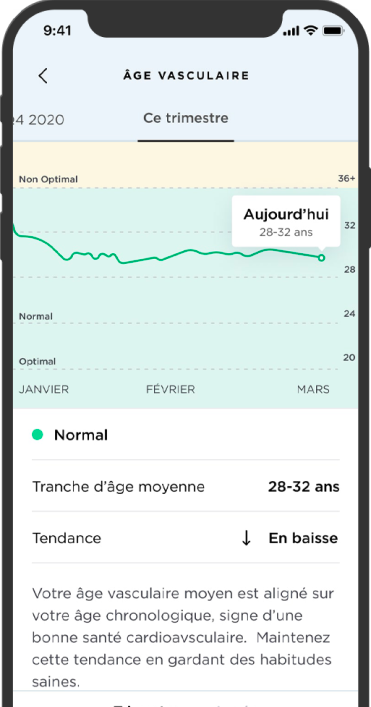 9:41
ÂGE VASCULAIRE
4 2020 Ce trimestre
Non Optimal 36+
Aujourd'hui
28-32 ans
32
28
Normal 24
Optimal 20
JANVIER FÉVRIER MARS
Normal
Tranche d'âge moyenne 28-32 ans
Tendance ↓ En baisse
Votre âge vasculaire moyen est aligné sur
votre âge chronologique, signe d'une
bonne santé cardioavsculaire. Maintenez
cette tendance en gardant des habitudes
saines.